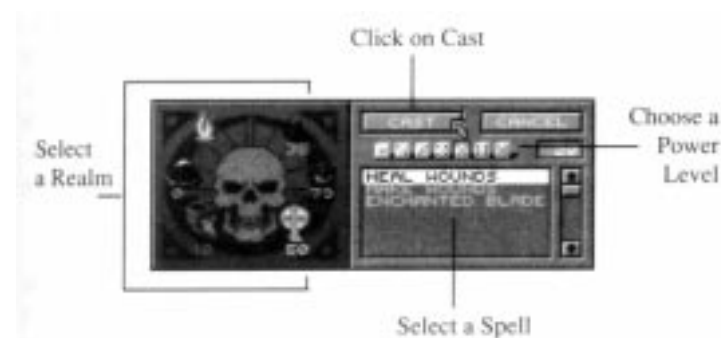 Click on Cast
CAST
CANCEL
Choose a
Power
Level
Select
a Realm
HEAL WOUNDS
ENCHANTED BLADE
Select a Spell